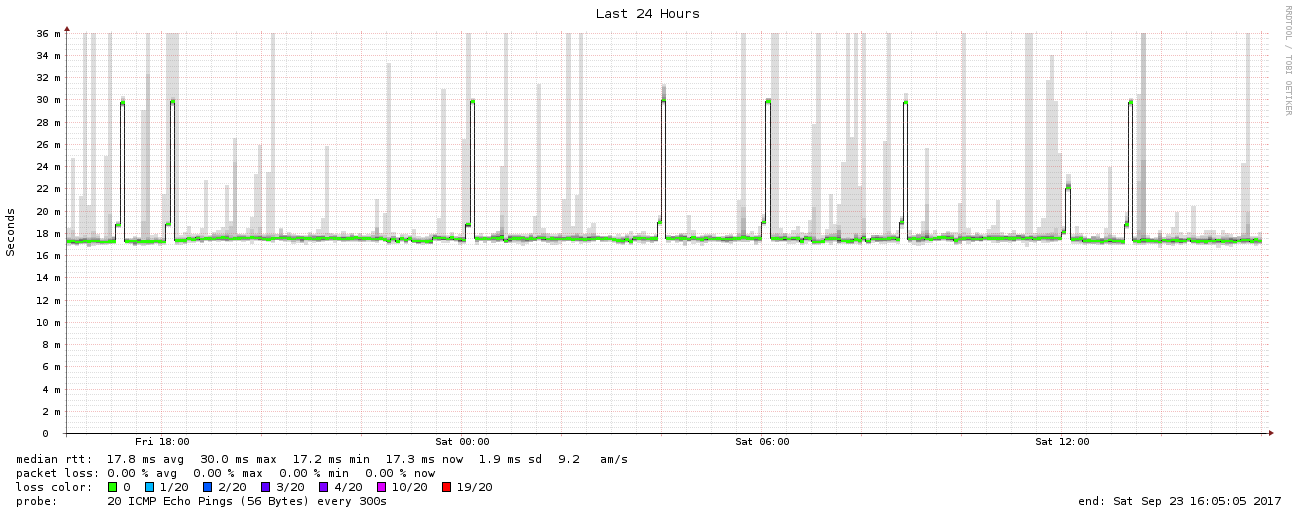 Last 24 Hours
RRDTOOL / TOBI OETIKER
Seconds
36 m
34 m
32 m
30 m
28 m
26 m
24 m
22 m
20 m
18 m
16 m
14 m
12 m
10 m
8 m
6 m
4 m
2 m
0
Fri 18:00 Sat 00:00 Sat 06:00 Sat 12:00
median rtt: 17.8 ms avg 30.0 ms max 17.2 ms min 17.3 ms now 1.9 ms sd 9.2 am/s
packet loss: 0.00 % avg 0.00 % max 0.00 % min 0.00 % now
loss color: 0 1/20 2/20 3/20 4/20 10/20 19/20
probe: 20 ICMP Echo Pings (56 Bytes) every 300s end: Sat Sep 23 16:05:05 2017